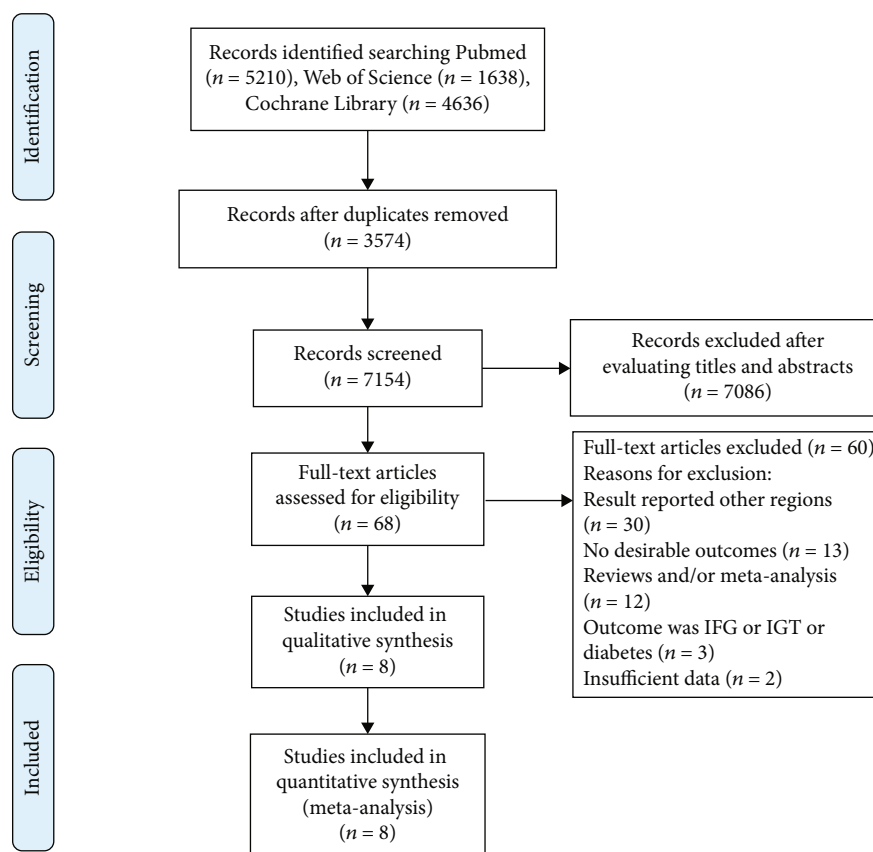 Identification
Records identified searching Pubmed
(n = 5210), Web of Science (n = 1638),
Cochrane Library (n = 4636)
Records after duplicates removed
(n = 3574)
Screening
Records screened
(n = 7154)
Records excluded after
evaluating titles and abstracts
(n = 7086)
Eligibility
Full-text articles
assessed for eligibility
(n = 68)
Full-text articles excluded (n = 60)
Reasons for exclusion:
Result reported other regions
(n = 30)
No desirable outcomes (n = 13)
Reviews and/or meta-analysis
(n = 12)
Outcome was IFG or IGT or
diabetes (n = 3)
Insufficient data (n = 2)
Studies included in
qualitative synthesis
(n = 8)
Included
Studies included in
quantitative synthesis
(meta-analysis)
(n = 8)